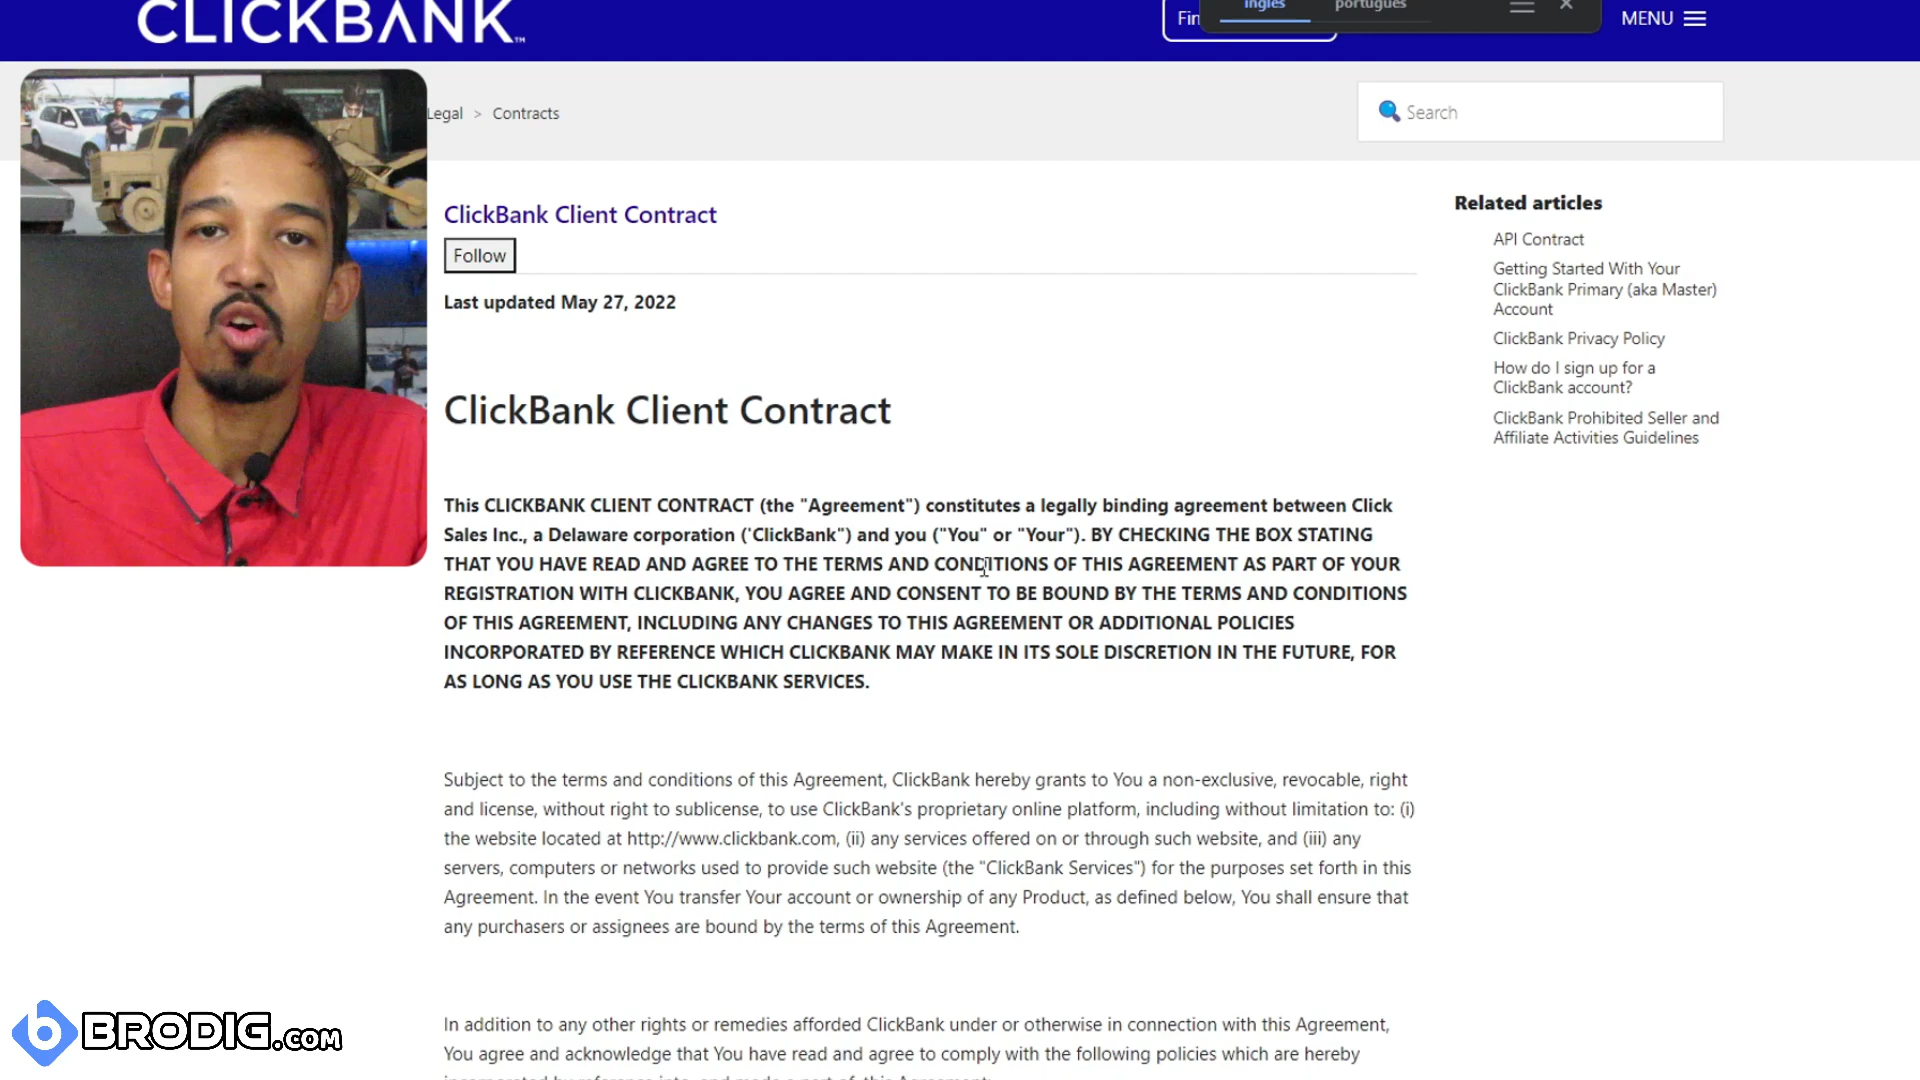 CLICKBANK™
Fin
inglês
português
MENU
Legal > Contracts
Search
ClickBank Client Contract
Follow
Last updated May 27, 2022
ClickBank Client Contract
This CLICKBANK CLIENT CONTRACT (the "Agreement") constitutes a legally binding agreement between Click
Sales Inc., a Delaware corporation ('ClickBank") and you ("You" or "Your"). BY CHECKING THE BOX STATING
THAT YOU HAVE READ AND AGREE TO THE TERMS AND CONDITIONS OF THIS AGREEMENT AS PART OF YOUR
REGISTRATION WITH CLICKBANK, YOU AGREE AND CONSENT TO BE BOUND BY THE TERMS AND CONDITIONS
OF THIS AGREEMENT, INCLUDING ANY CHANGES TO THIS AGREEMENT OR ADDITIONAL POLICIES
INCORPORATED BY REFERENCE WHICH CLICKBANK MAY MAKE IN ITS SOLE DISCRETION IN THE FUTURE, FOR
AS LONG AS YOU USE THE CLICKBANK SERVICES.
Subject to the terms and conditions of this Agreement, ClickBank hereby grants to You a non-exclusive, revocable, right
and license, without right to sublicense, to use ClickBank's proprietary online platform, including without limitation to: (i)
the website located at http://www.clickbank.com, (ii) any services offered on or through such website, and (iii) any
servers, computers or networks used to provide such website (the "ClickBank Services") for the purposes set forth in this
Agreement. In the event You transfer Your account or ownership of any Product, as defined below, You shall ensure that
any purchasers or assignees are bound by the terms of this Agreement.
In addition to any other rights or remedies afforded ClickBank under or otherwise in connection with this Agreement,
You agree and acknowledge that You have read and agree to comply with the following policies which are hereby
incorporated by reference into, and made a part of, this Agreement:
Related articles
API Contract
Getting Started With Your
ClickBank Primary (aka Master)
Account
ClickBank Privacy Policy
How do I sign up for a
ClickBank account?
ClickBank Prohibited Seller and
Affiliate Activities Guidelines
b BRODIG.COM